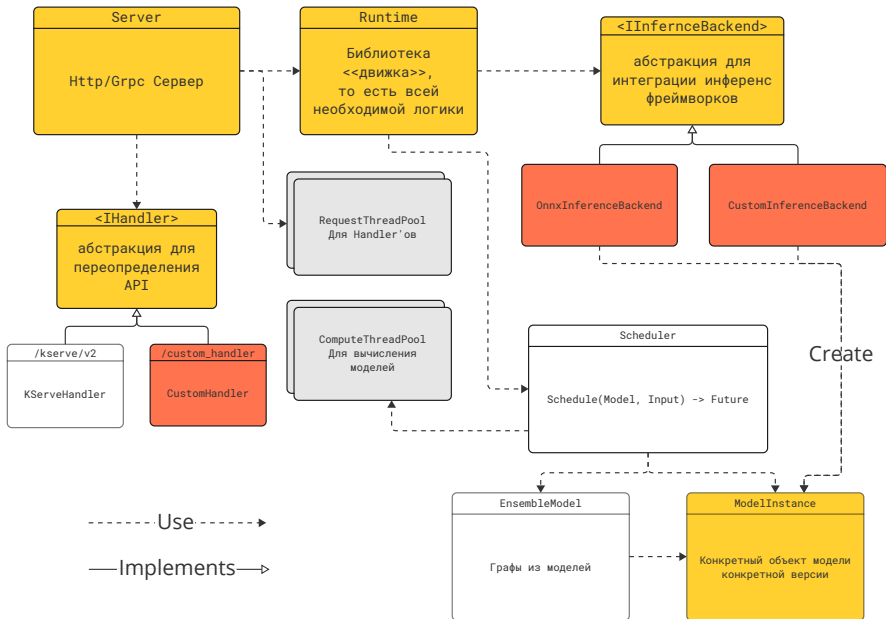 Server
Http/Grpc Сервер
Runtime
Библиотека
<<движка>>,
то есть всей
необходимой логики
<IInfernceBackend>
абстракция для
интеграции инференс
фреймворков
OnnxInferenceBackend
CustomInferenceBackend
RequestThreadPool
Для Handler'ов
<IHandler>
абстракция для
переопределения
API
/kserve/v2
KServeHandler
/custom_handler
CustomHandler
ComputeThreadPool
Для вычисления
моделей
Scheduler
Schedule(Model, Input) -> Future
Create
EnsembleModel
Графы из моделей
ModelInstance
Конкретный объект модели
конкретной версии
Use
Implements